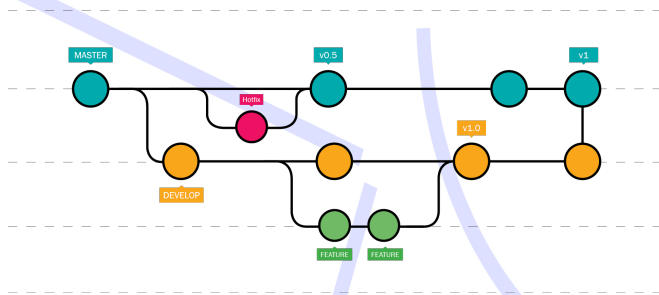 MASTER
v0.5
v1
Hotfix
v1.0
DEVELOP
FEATURE
FEATURE